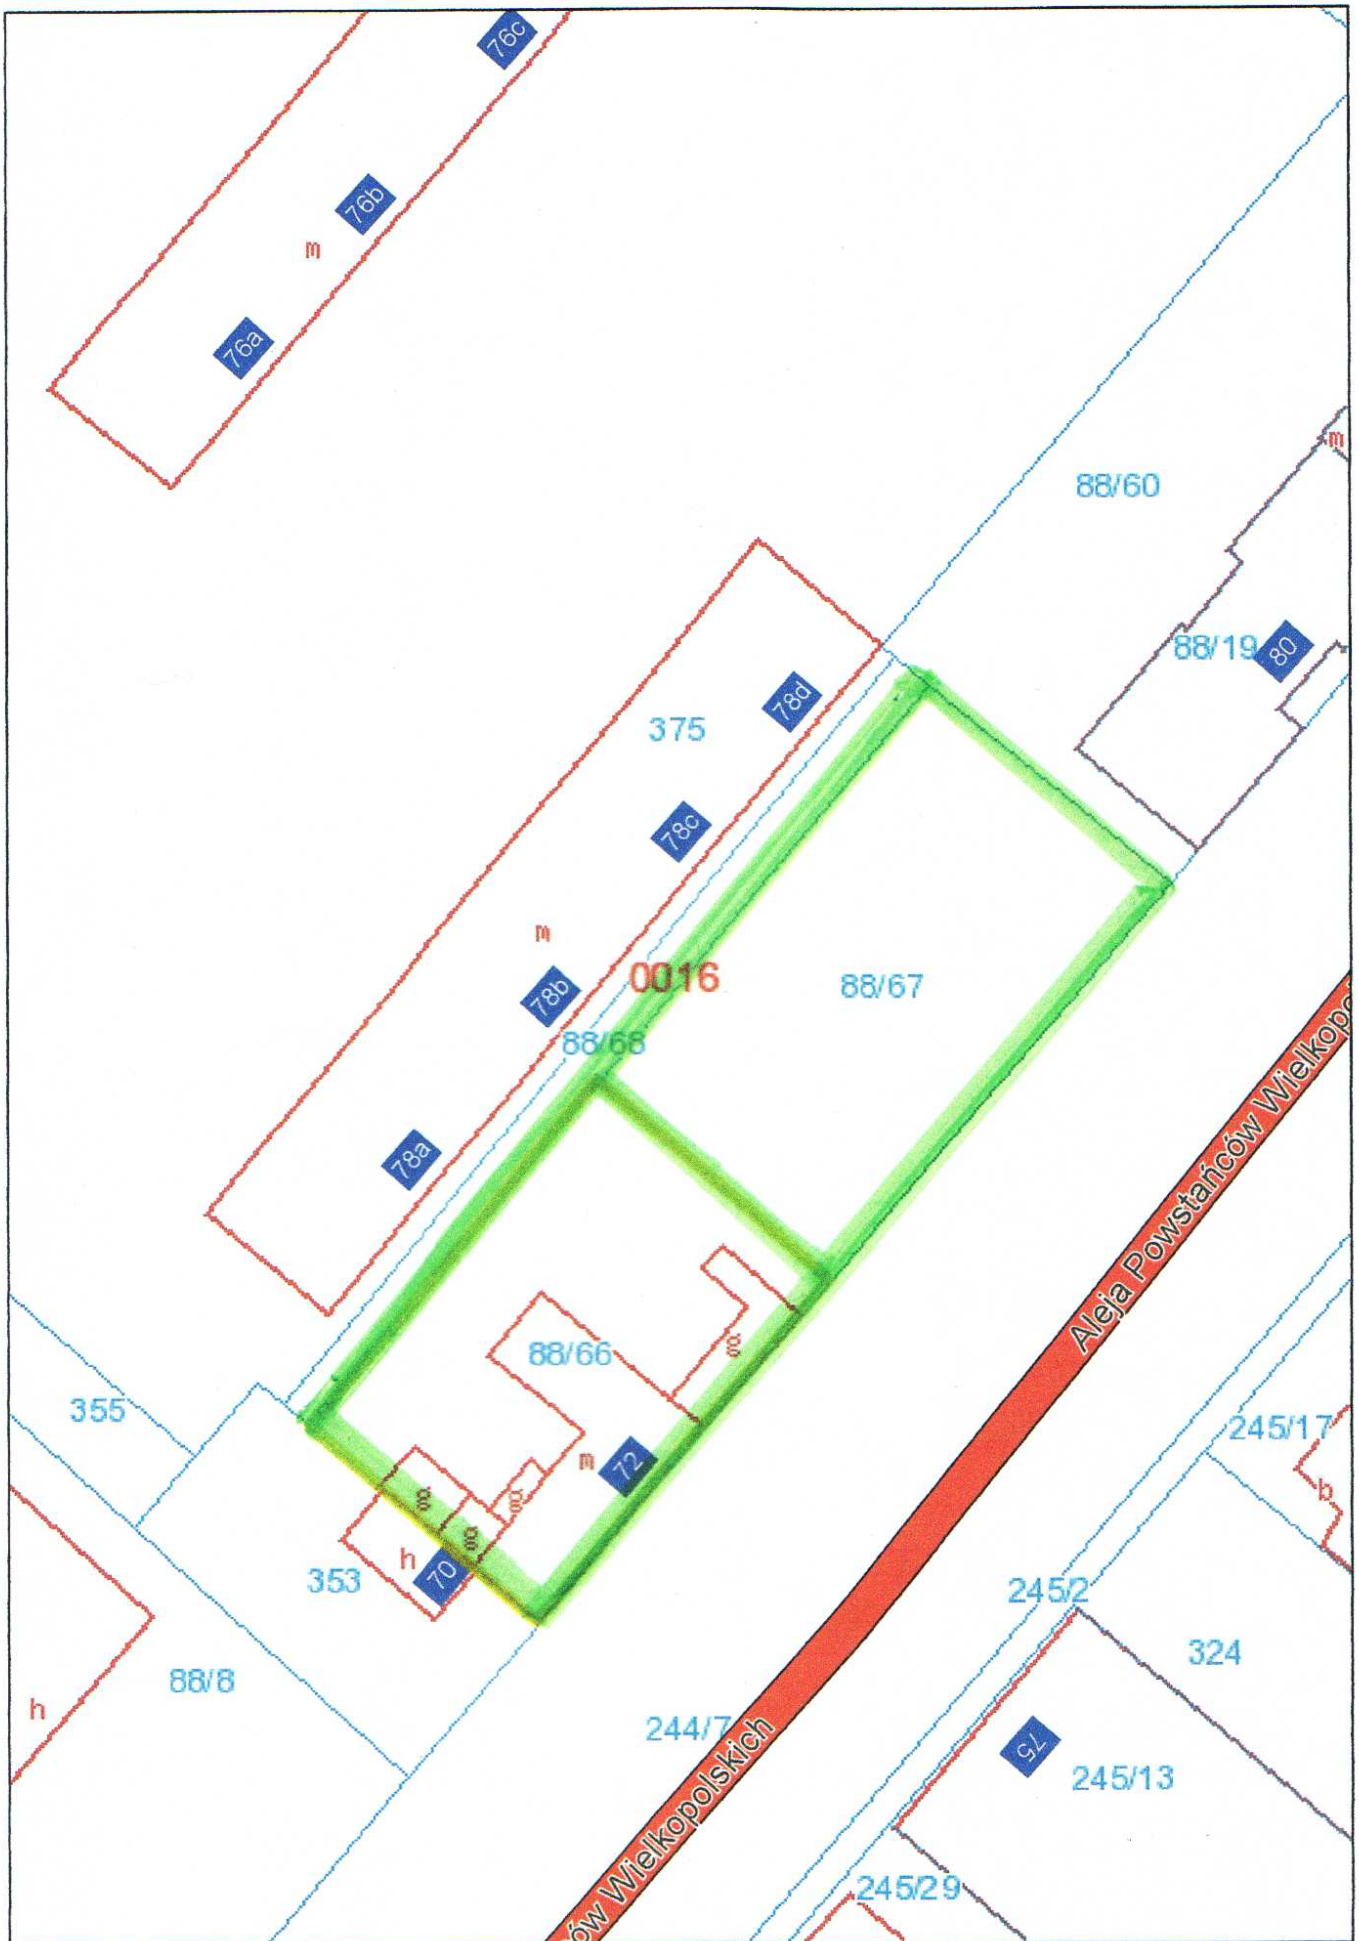 76c
76b
m
76a
m
88/60
88/19
80
78d
375
78c
m
0016
88/67
78b
88/68
78a
Aleja Powstańców Wielkopol
g
88/66
355
245/17
m
72
b
g
g
g
h
70
353
245/2
324
88/8
h
244/7
75
245/13
ów Wielkopolskich
245/29